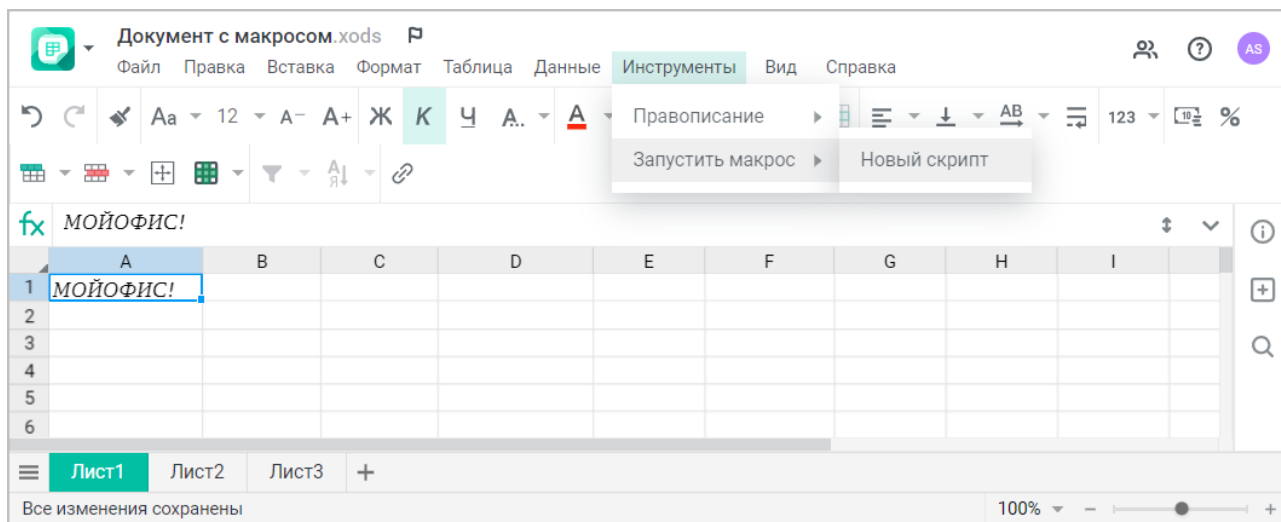 Документ с макросом.xods
AS
Файл Правка Вставка Формат Таблица Данные Инструменты Вид Справка
Aa 12 A− A+ Ж К Ч A.. A Правописание AB 123 10 %
Запустить макрос Новый скрипт
АЯ
fx МОЙОФИС!
A B C D E F G H I
1 МОЙОФИС!
2
3
4
5
6
Лист1 Лист2 Лист3 +
Все изменения сохранены 100% − +